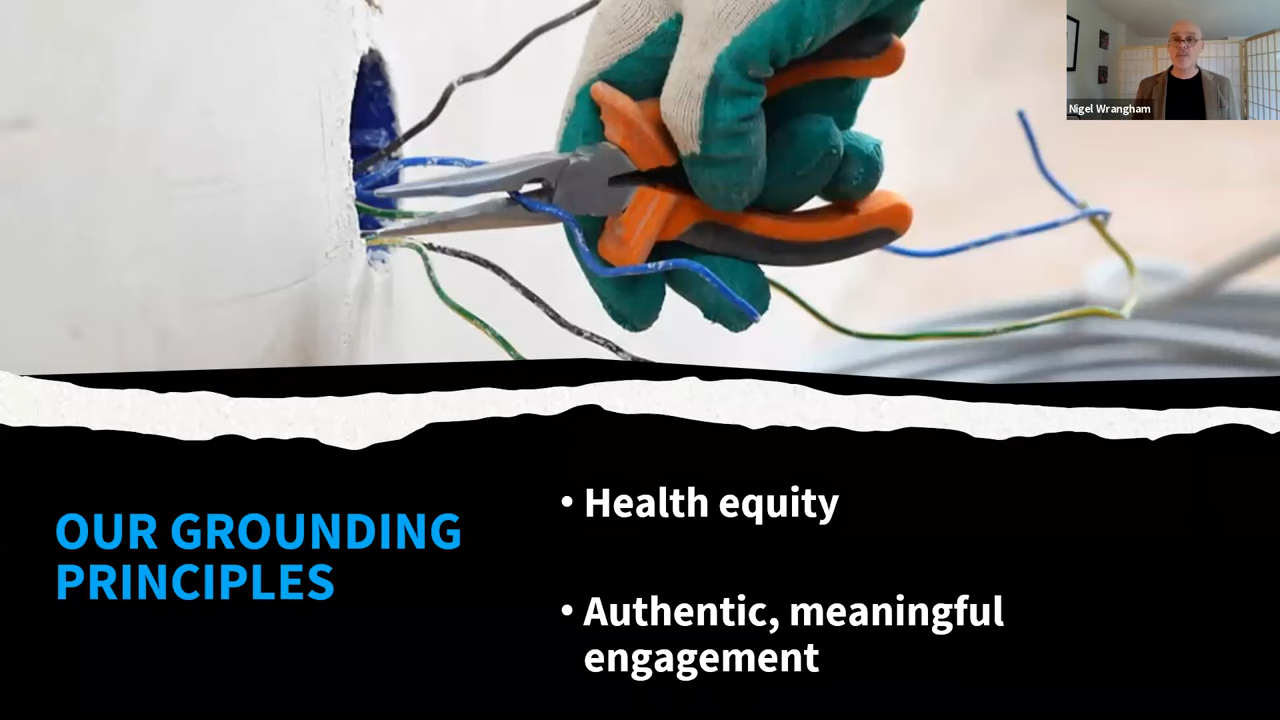 Nigel Wrangham
OUR GROUNDING
PRINCIPLES
• Health equity
• Authentic, meaningful
engagement